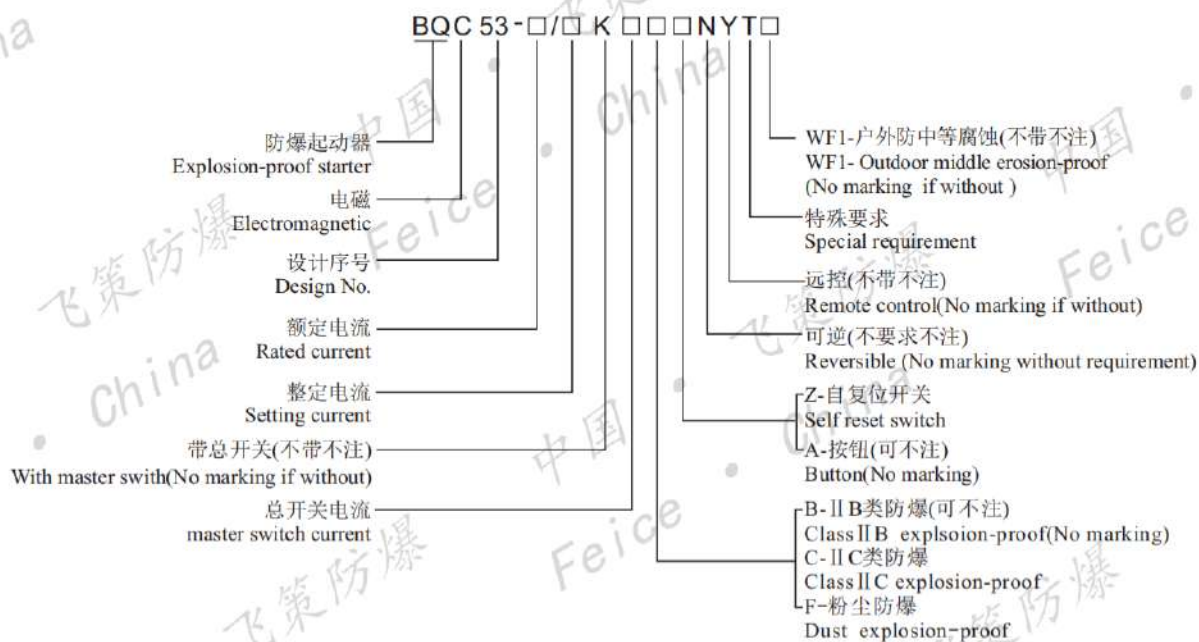 BQC53-□/□K□□□NYT□
防爆起动器
Explosion-proof starter
电磁
Electromagnetic
设计序号
Design No.
额定电流
Rated current
整定电流
Setting current
带总开关(不带不注)
With master swith(No marking if without)
总开关电流
master switch current
WF1-户外防中等腐蚀(不带不注)
WF1- Outdoor middle erosion-proof
(No marking if without )
特殊要求
Special requirement
远控(不带不注)
Remote control(No marking if without)
可逆(不要求不注)
Reversible (No marking without requirement)
Z-自复位开关
Self reset switch
A-按钮(可不注)
Button(No marking)
B-ⅡB类防爆(可不注)
ClassⅡB explsoion-proof(No marking)
C-ⅡC类防爆
ClassⅡC explosion-proof
F-粉尘防爆
Dust explosion-proof
飞策防爆 · 中国 ·
Feice · China